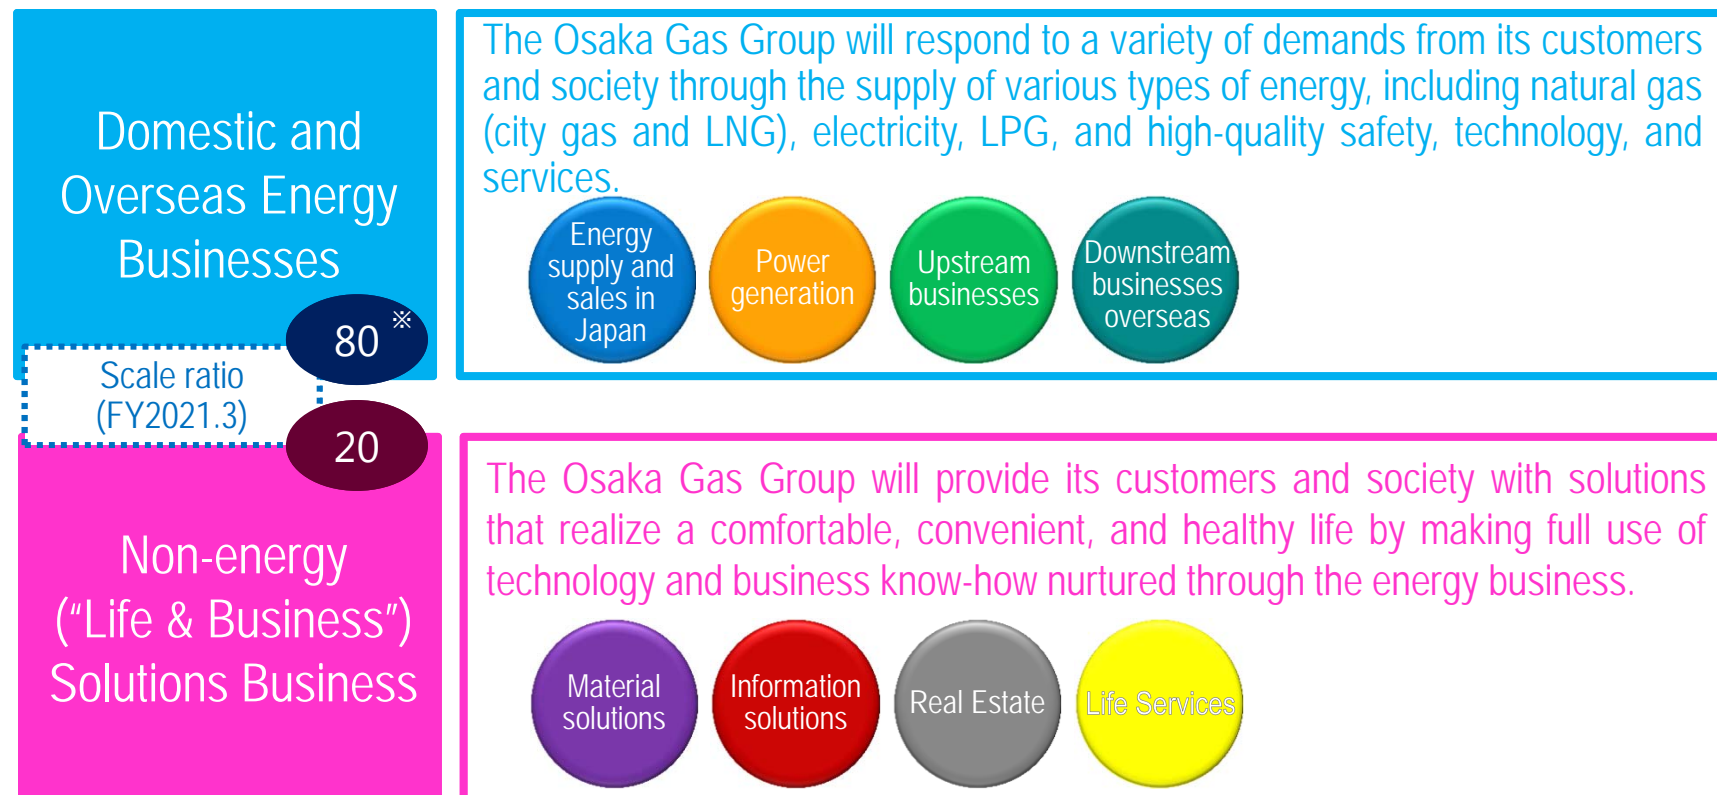 Domestic and
Overseas Energy
Businesses
The Osaka Gas Group will respond to a variety of demands from its customers
and society through the supply of various types of energy, including natural gas
(city gas and LNG), electricity, LPG, and high-quality safety, technology, and
services.
Energy
supply and
sales in
Japan
Power
generation
Upstream
businesses
Downstream
businesses
overseas
80 ※
Scale ratio
(FY2021.3)
20
Non-energy
(“Life & Business”)
Solutions Business
The Osaka Gas Group will provide its customers and society with solutions
that realize a comfortable, convenient, and healthy life by making full use of
technology and business know-how nurtured through the energy business.
Material
solutions
Information
solutions
Real Estate
Life Services